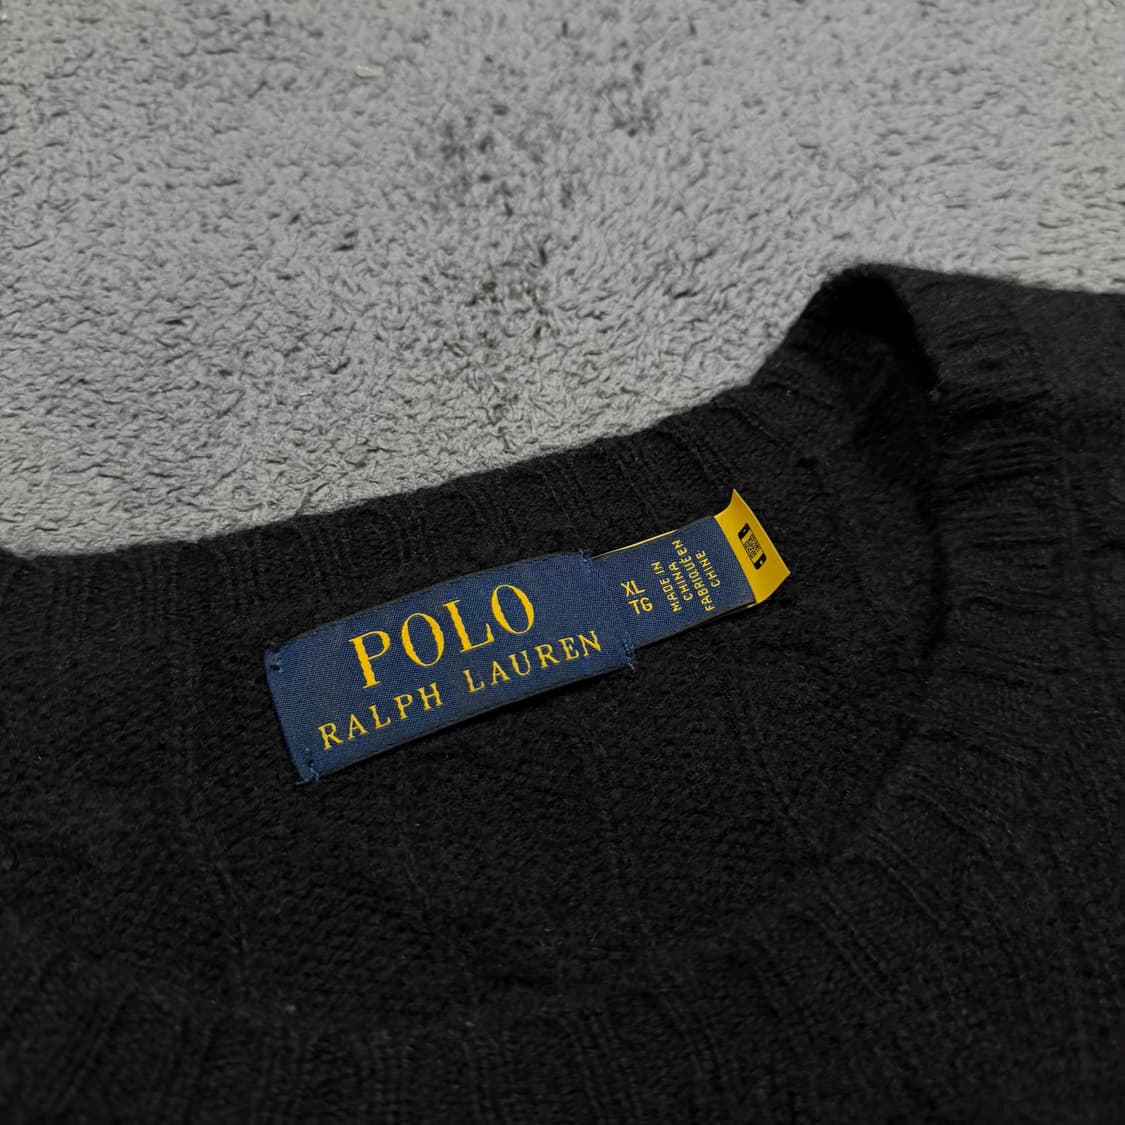 POLO
RALPH LAUREN
XL
TG
MADE IN
CHINA
FABRIQUÉ EN
CHINE